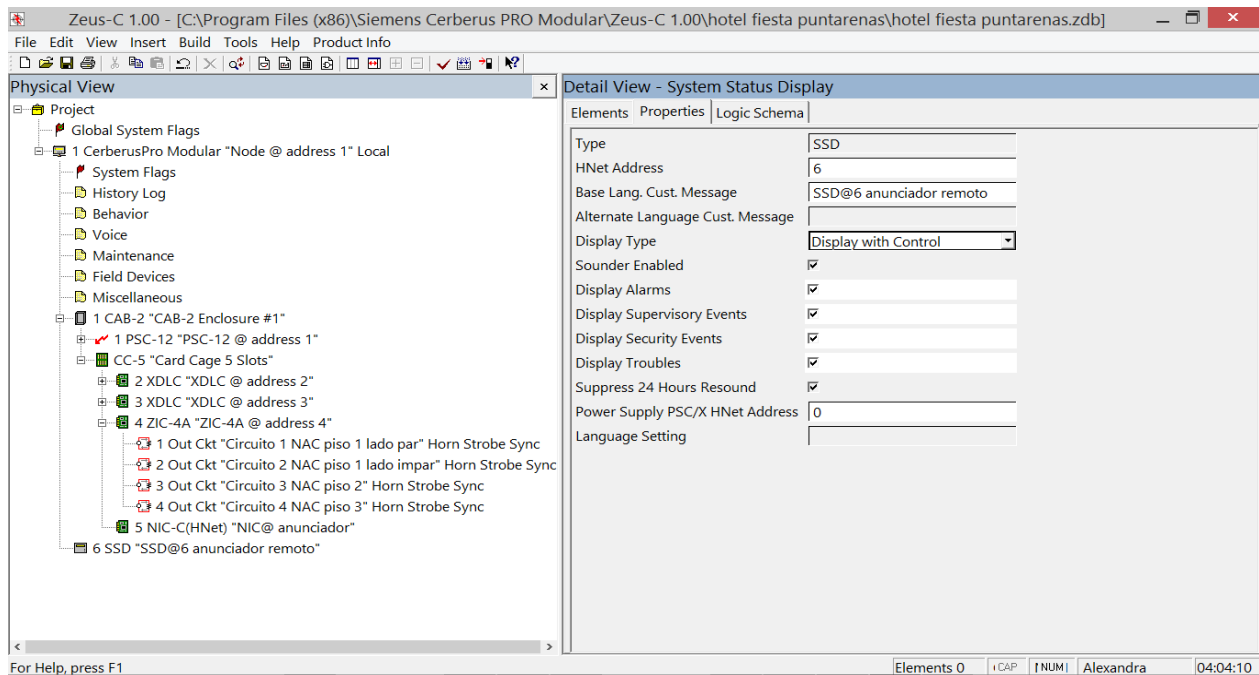 Zeus-C 1.00 - [C:\Program Files (x86)\Siemens Cerberus PRO Modular\Zeus-C 1.00\hotel fiesta puntarenas\hotel fiesta puntarenas.zdb]
File Edit View Insert Build Tools Help Product Info
Physical View
Project
Global System Flags
1 CerberusPro Modular "Node @ address 1" Local
System Flags
History Log
Behavior
Voice
Maintenance
Field Devices
Miscellaneous
1 CAB-2 "CAB-2 Enclosure #1"
1 PSC-12 "PSC-12 @ address 1"
CC-5 "Card Cage 5 Slots"
2 XDLC "XDLC @ address 2"
3 XDLC "XDLC @ address 3"
4 ZIC-4A "ZIC-4A @ address 4"
1 Out Ckt "Circuito 1 NAC piso 1 lado par" Horn Strobe Sync
2 Out Ckt "Circuito 2 NAC piso 1 lado impar" Horn Strobe Sync
3 Out Ckt "Circuito 3 NAC piso 2" Horn Strobe Sync
4 Out Ckt "Circuito 4 NAC piso 3" Horn Strobe Sync
5 NIC-C(HNet) "NIC@ anunciador"
6 SSD "SSD@6 anunciador remoto"
Detail View - System Status Display
Elements Properties Logic Schema
Type SSD
HNet Address 6
Base Lang. Cust. Message SSD@6 anunciador remoto
Alternate Language Cust. Message
Display Type Display with Control
Sounder Enabled
Display Alarms
Display Supervisory Events
Display Security Events
Display Troubles
Suppress 24 Hours Resound
Power Supply PSC/X HNet Address 0
Language Setting
For Help, press F1 Elements 0 CAP NUM Alexandra 04:04:10